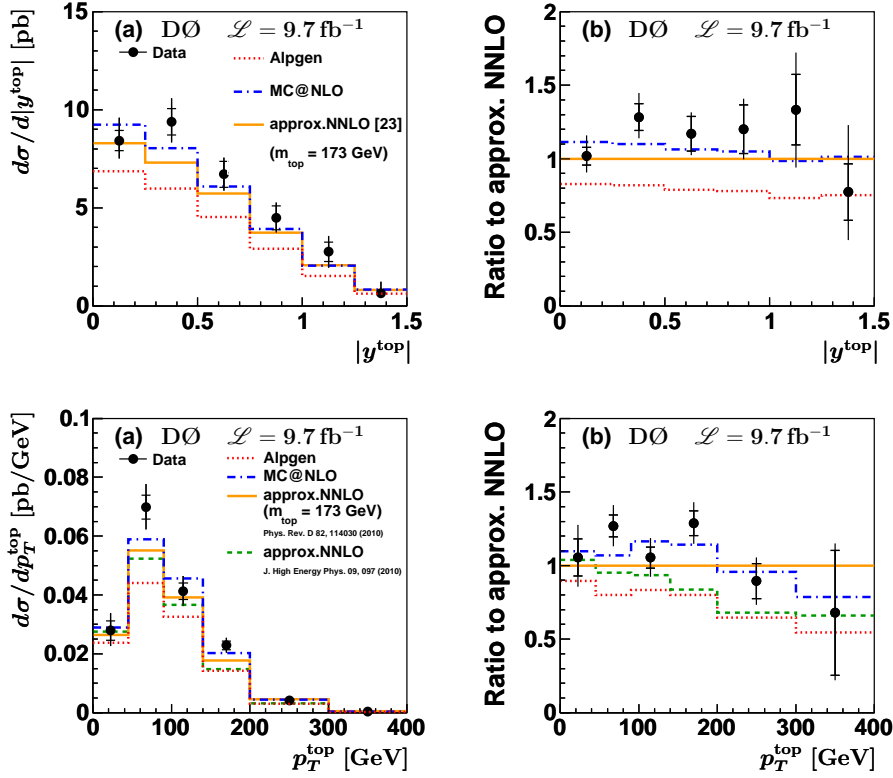 (a) DØ ℒ = 9.7 fb⁻¹
Data
Alpgen
MC@NLO
approx.NNLO [23]
(m_top = 173 GeV)
dσ/d|y^top| [pb]
15
10
5
0
0 0.5 1 1.5
|y^top|
(b) DØ ℒ = 9.7 fb⁻¹
Ratio to approx. NNLO
2
1.5
1
0.5
0
0 0.5 1 1.5
|y^top|
(a) DØ ℒ = 9.7 fb⁻¹
Data
Alpgen
MC@NLO
approx.NNLO
(m_top = 173 GeV)
Phys. Rev. D 82, 114030 (2010)
approx.NNLO
J. High Energy Phys. 09, 097 (2010)
dσ/dp_T^top [pb/GeV]
0.1
0.08
0.06
0.04
0.02
0
0 100 200 300 400
p_T^top [GeV]
(b) DØ ℒ = 9.7 fb⁻¹
Ratio to approx. NNLO
2
1.5
1
0.5
0
0 100 200 300 400
p_T^top [GeV]